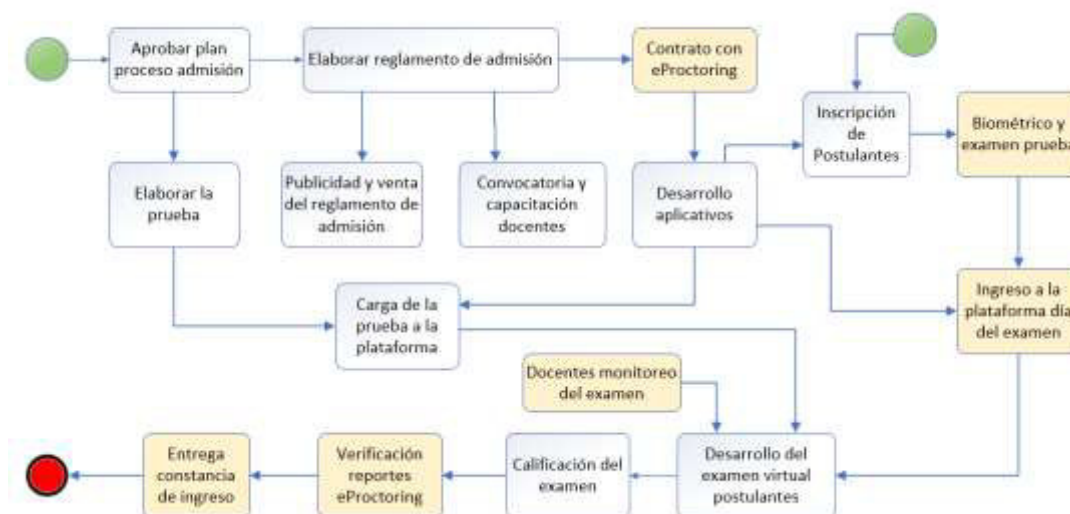 Aprobar plan
proceso admisión
Elaborar reglamento de admisión
Contrato con
eProctoring
Inscripción
de
Postulantes
Biométrico y
examen prueba
Elaborar la
prueba
Publicidad y venta
del reglamento de
admisión
Convocatoria y
capacitación
docentes
Desarrollo
aplicativos
Carga de la
prueba a la
plataforma
Ingreso a la
plataforma día
del examen
Docentes monitoreo
del examen
Entrega
constancia
de ingreso
Verificación
reportes
eProctoring
Calificación del
examen
Desarrollo del
examen virtual
postulantes